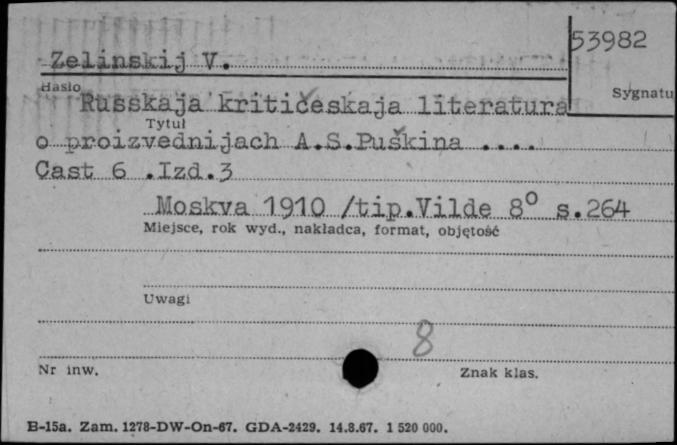 53982
Zelinskij V.
Hasło
Sygnatu
Russkaja kritičeskaja literatura
Tytuł
o proizvednijach A.S.Puškina ....
Cast 6 .Izd.3
Moskva 1910 /tip.Vilde 8° s.264
Miejsce, rok wyd., nakładca, format, objętość
Uwagi
8
Nr inw.
Znak klas.
B-15a. Zam. 1278-DW-On-67. GDA-2429. 14.8.67. 1 520 000.